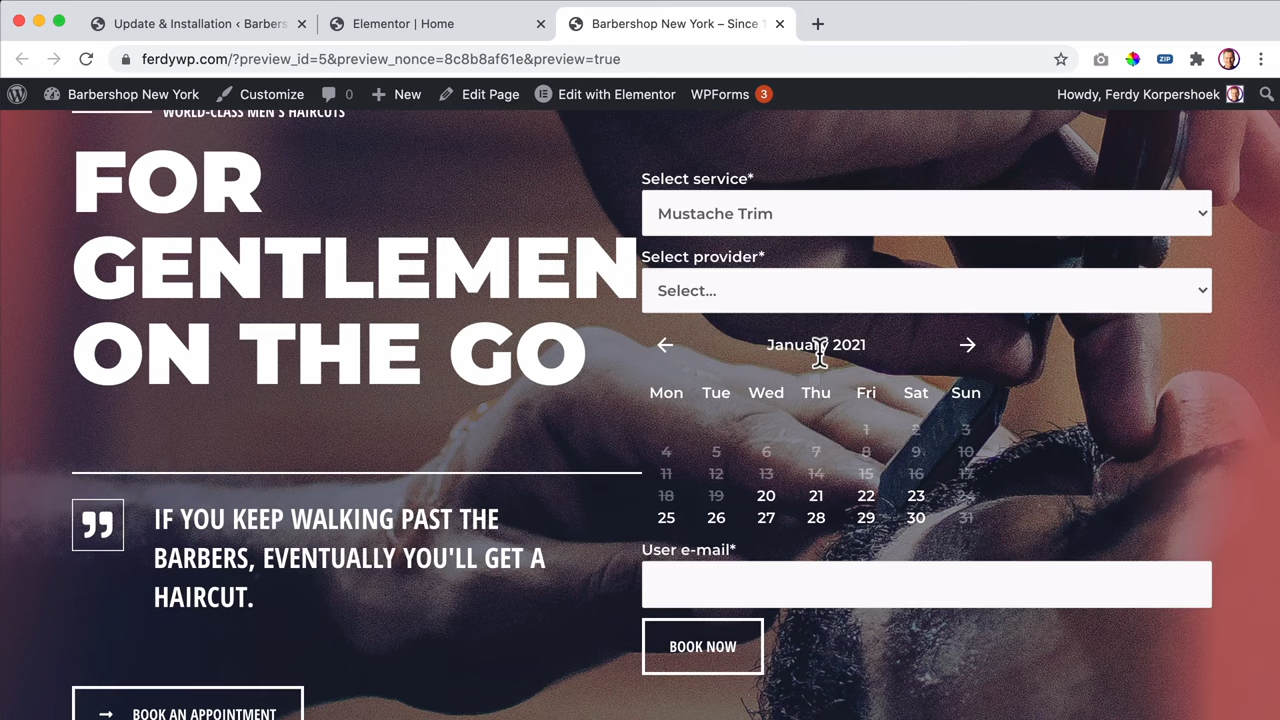 Update & Installation ‹ Barbers
Elementor | Home
Barbershop New York – Since 1
ferdywp.com/?preview_id=5&preview_nonce=8c8b8af61e&preview=true
ZIP
Barbershop New York
Customize
0
New
Edit Page
Edit with Elementor
WPForms 3
Howdy, Ferdy Korpershoek
WORLD-CLASS MEN'S HAIRCUTS
FOR
GENTLEMEN
ON THE GO
IF YOU KEEP WALKING PAST THE
BARBERS, EVENTUALLY YOU'LL GET A
HAIRCUT.
BOOK AN APPOINTMENT
Select service*
Mustache Trim
Select provider*
Select...
January 2021
Mon Tue Wed Thu Fri Sat Sun
1 2 3
4 5 6 7 8 9 10
11 12 13 14 15 16 17
18 19 20 21 22 23 24
25 26 27 28 29 30 31
User e-mail*
BOOK NOW